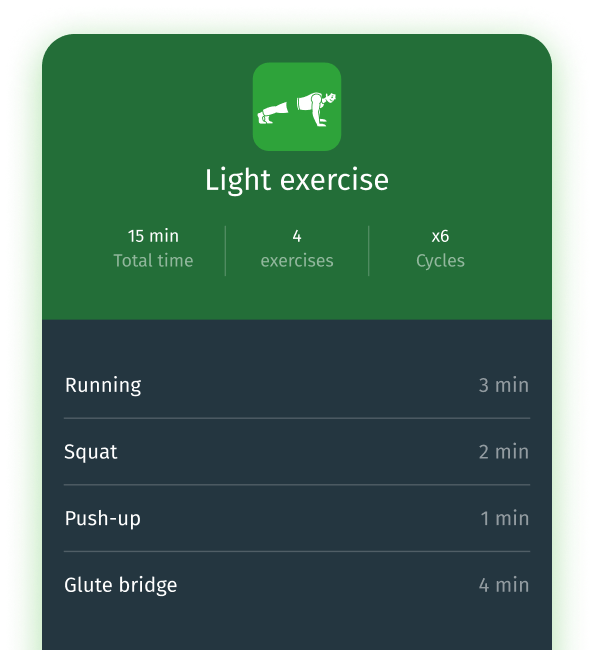 Light exercise
15 min 4 x6
Total time exercises Cycles
Running 3 min
Squat 2 min
Push-up 1 min
Glute bridge 4 min